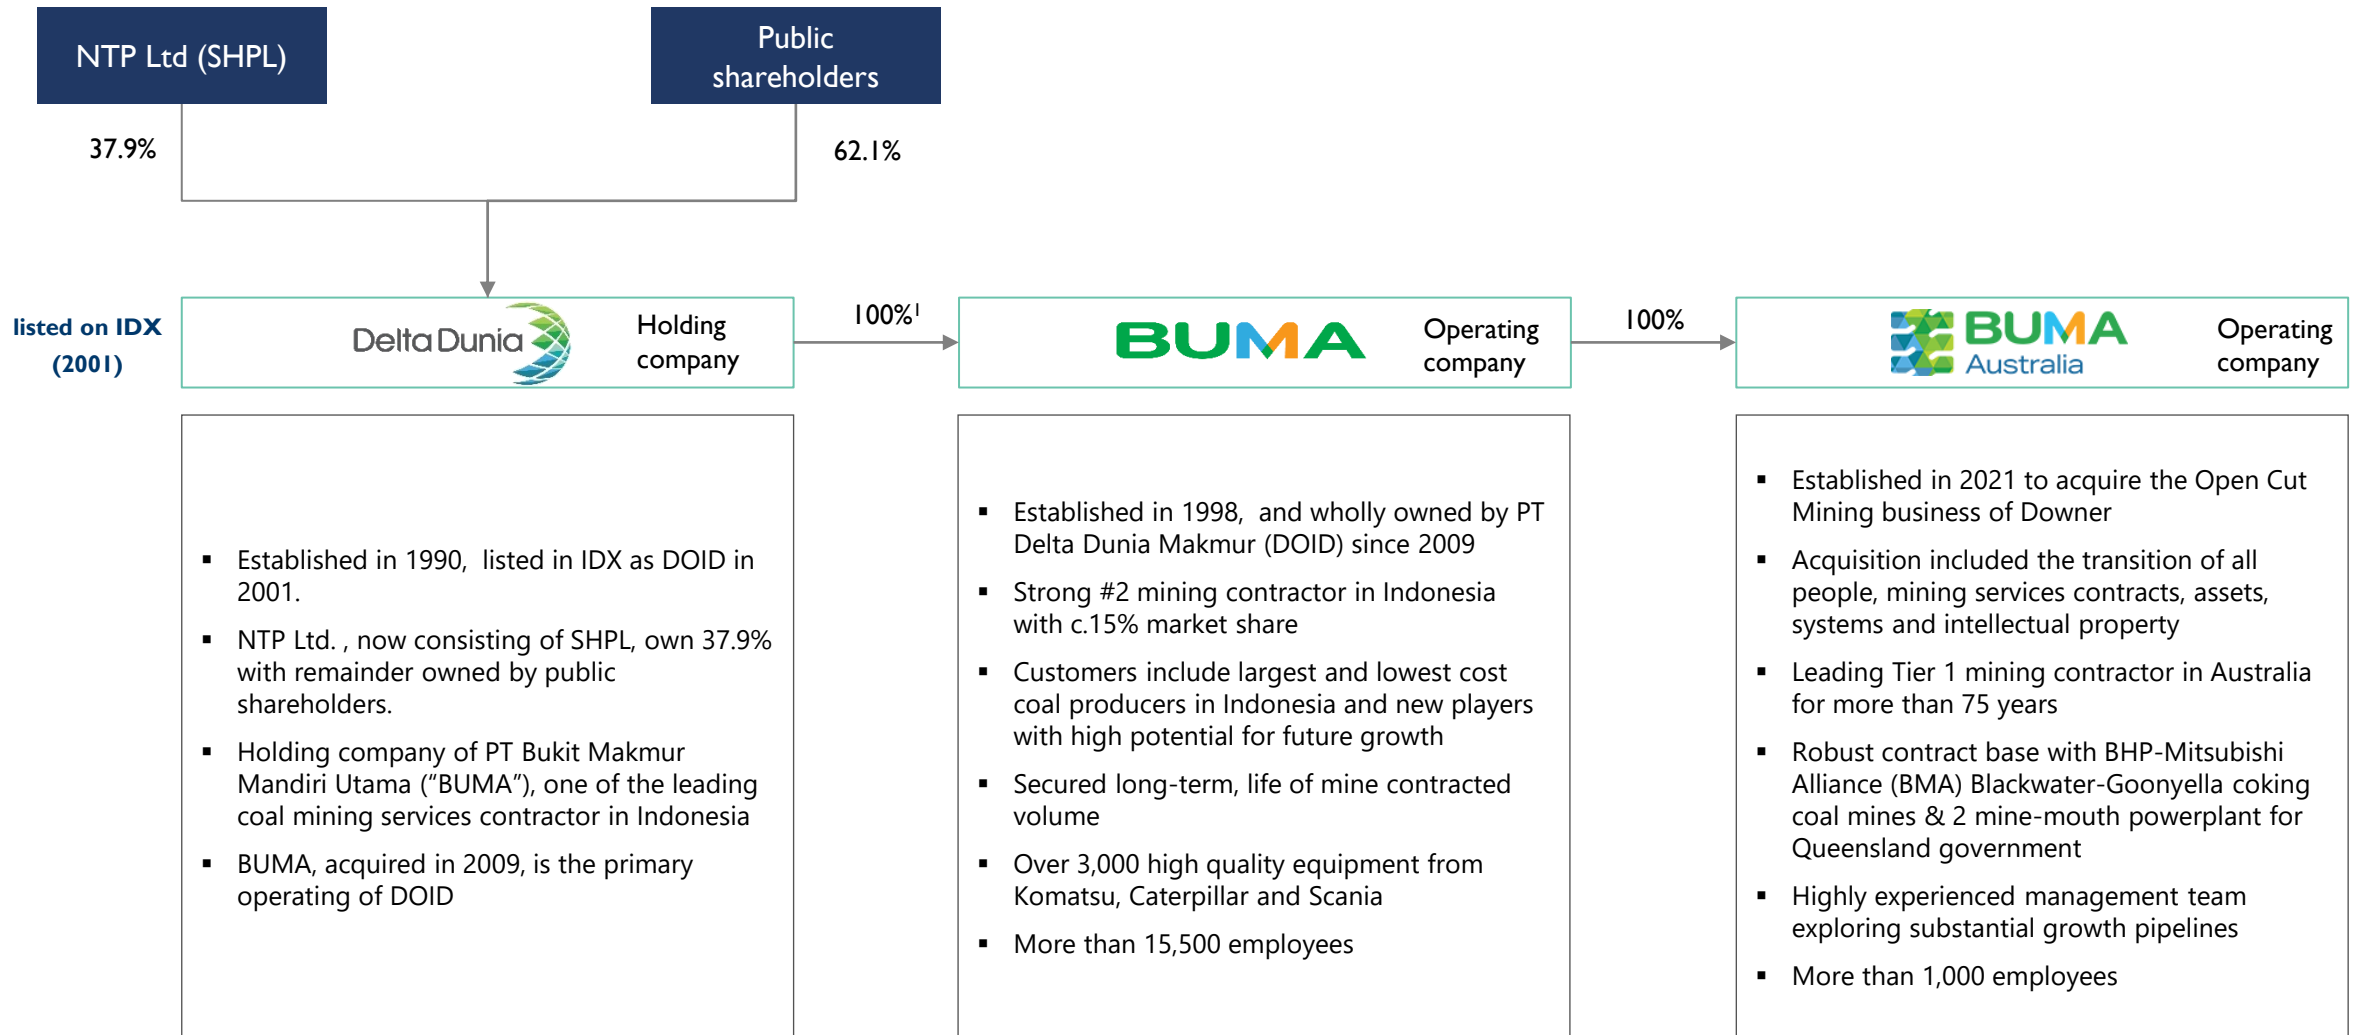 NTP Ltd (SHPL)
Public
shareholders
37.9%
62.1%
listed on IDX
(2001)
Delta Dunia
Holding
company
100%¹
BUMA
Operating
company
100%
BUMA
Australia
Operating
company
▪ Established in 1990,  listed in IDX as DOID in
2001.
▪ NTP Ltd. , now consisting of SHPL, own 37.9%
with remainder owned by public
shareholders.
▪ Holding company of PT Bukit Makmur
Mandiri Utama (“BUMA”), one of the leading
coal mining services contractor in Indonesia
▪ BUMA, acquired in 2009, is the primary
operating of DOID
▪ Established in 1998,  and wholly owned by PT
Delta Dunia Makmur (DOID) since 2009
▪ Strong #2 mining contractor in Indonesia
with c.15% market share
▪ Customers include largest and lowest cost
coal producers in Indonesia and new players
with high potential for future growth
▪ Secured long-term, life of mine contracted
volume
▪ Over 3,000 high quality equipment from
Komatsu, Caterpillar and Scania
▪ More than 15,500 employees
▪ Established in 2021 to acquire the Open Cut
Mining business of Downer
▪ Acquisition included the transition of all
people, mining services contracts, assets,
systems and intellectual property
▪ Leading Tier 1 mining contractor in Australia
for more than 75 years
▪ Robust contract base with BHP-Mitsubishi
Alliance (BMA) Blackwater-Goonyella coking
coal mines & 2 mine-mouth powerplant for
Queensland government
▪ Highly experienced management team
exploring substantial growth pipelines
▪ More than 1,000 employees